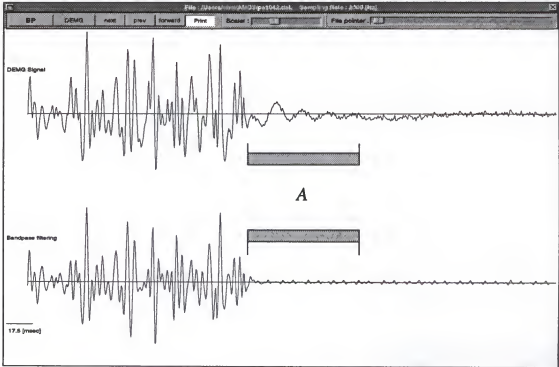 BP DEMG next prev forward Print Scaler : File pointer :
DEMG Signal
A
Bandpass filtering
17.5 [msec]